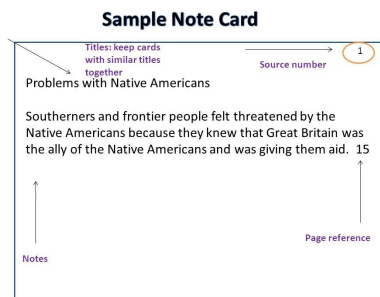 Sample Note Card
Titles: keep cards
with similar titles
together
Source number
1
Problems with Native Americans
Southerners and frontier people felt threatened by the
Native Americans because they knew that Great Britain was
the ally of the Native Americans and was giving them aid. 15
Page reference
Notes